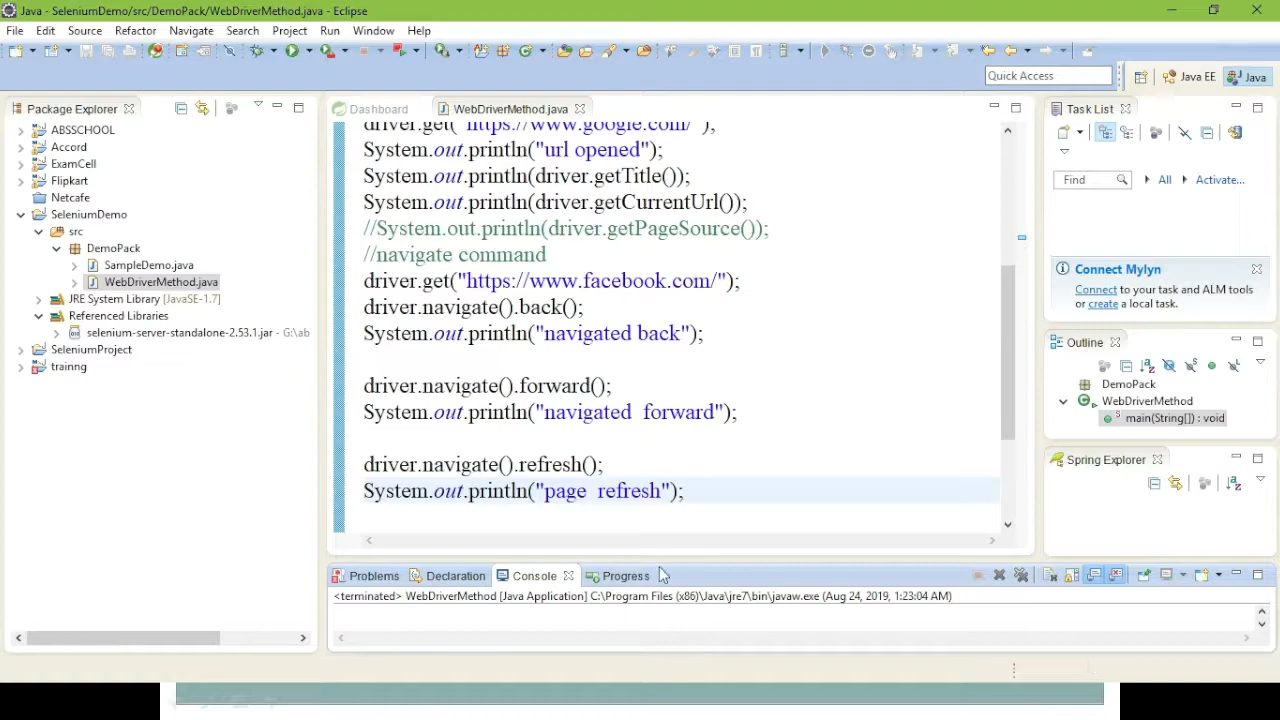 Java - SeleniumDemo/src/DemoPack/WebDriverMethod.java - Eclipse
File Edit Source Refactor Navigate Search Project Run Window Help
Quick Access
Java EE
Java
Package Explorer
ABSSCHOOL
Accord
ExamCell
Flipkart
Netcafe
SeleniumDemo
src
DemoPack
SampleDemo.java
WebDriverMethod.java
JRE System Library [JavaSE-1.7]
Referenced Libraries
selenium-server-standalone-2.53.1.jar - G:\ab
SeleniumProject
trainng
Dashboard
WebDriverMethod.java
driver.get("https://www.google.com/");
System.out.println("url opened");
System.out.println(driver.getTitle());
System.out.println(driver.getCurrentUrl());
//System.out.println(driver.getPageSource());
//navigate command
driver.get("https://www.facebook.com/");
driver.navigate().back();
System.out.println("navigated back");
driver.navigate().forward();
System.out.println("navigated  forward");
driver.navigate().refresh();
System.out.println("page  refresh");
Task List
Find
All
Activate...
Connect Mylyn
Connect to your task and ALM tools
or create a local task.
Outline
DemoPack
WebDriverMethod
main(String[]) : void
Spring Explorer
Problems
Declaration
Console
Progress
<terminated> WebDriverMethod [Java Application] C:\Program Files (x86)\Java\jre7\bin\javaw.exe (Aug 24, 2019, 1:23:04 AM)